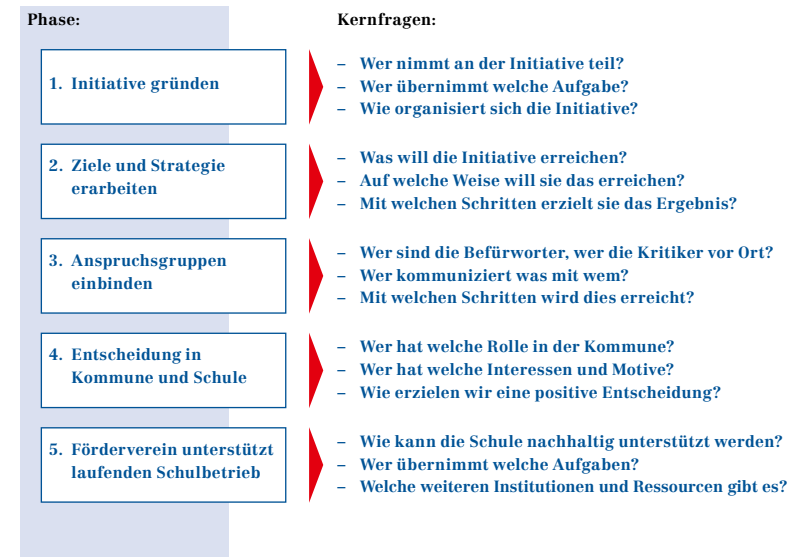 Phase:
Kernfragen:
1. Initiative gründen
– Wer nimmt an der Initiative teil?
– Wer übernimmt welche Aufgabe?
– Wie organisiert sich die Initiative?
2. Ziele und Strategie
erarbeiten
– Was will die Initiative erreichen?
– Auf welche Weise will sie das erreichen?
– Mit welchen Schritten erzielt sie das Ergebnis?
3. Anspruchsgruppen
einbinden
– Wer sind die Befürworter, wer die Kritiker vor Ort?
– Wer kommuniziert was mit wem?
– Mit welchen Schritten wird dies erreicht?
4. Entscheidung in
Kommune und Schule
– Wer hat welche Rolle in der Kommune?
– Wer hat welche Interessen und Motive?
– Wie erzielen wir eine positive Entscheidung?
5. Förderverein unterstützt
laufenden Schulbetrieb
– Wie kann die Schule nachhaltig unterstützt werden?
– Wer übernimmt welche Aufgaben?
– Welche weiteren Institutionen und Ressourcen gibt es?